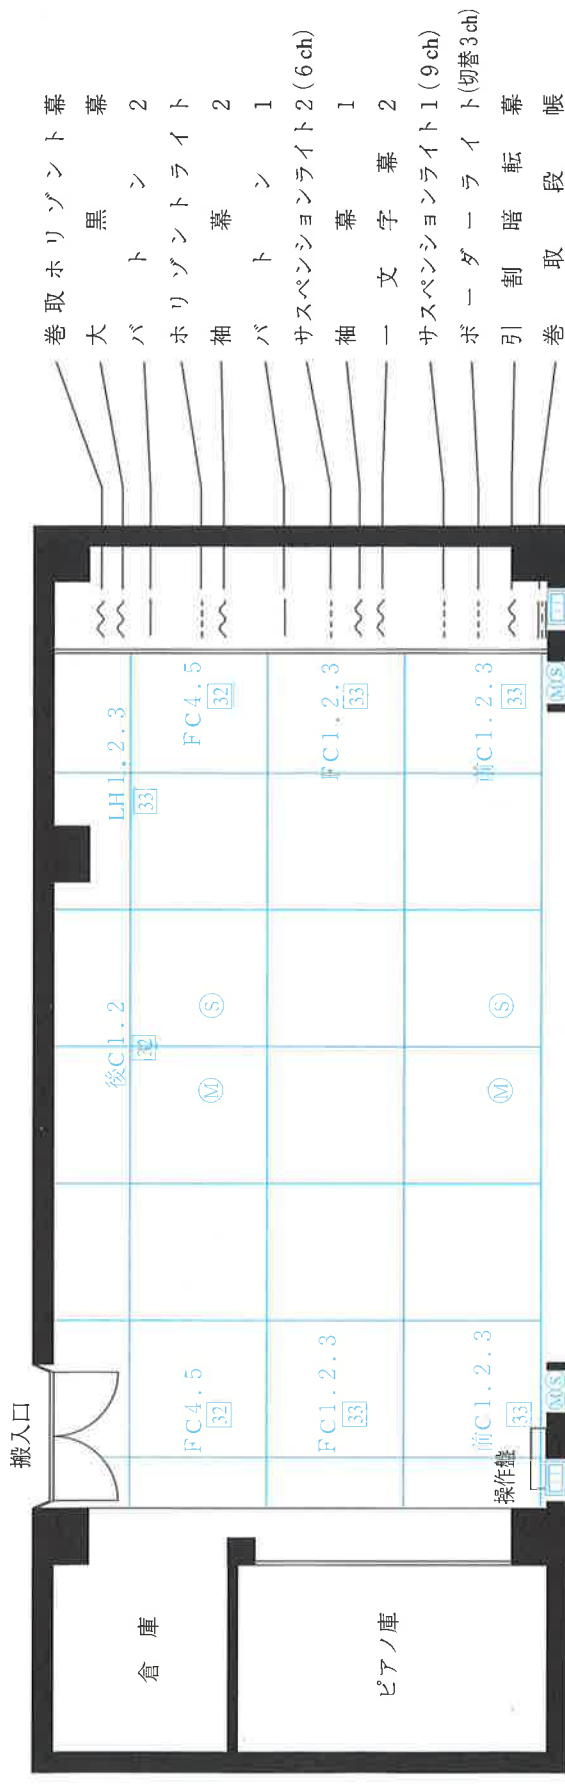 巻取ホリゾント幕
大黒幕
バトン2
ホリゾントライト
袖幕2
バトン1
サスペンションライト2(6ch)
袖幕1
一文字幕2
サスペンションライト1(9ch)
ボーダーライト(切替3ch)
引割暗転幕
巻取段帳
搬入口
LH1.2.3
33
FC4.5
32
FC1.2.3
33
前C1.2.3
33
M S
後C1.2
32
S
S
M
M
FC4.5
32
FC1.2.3
33
前C1.2.3
33
M S
操作盤
倉庫
ピアノ庫